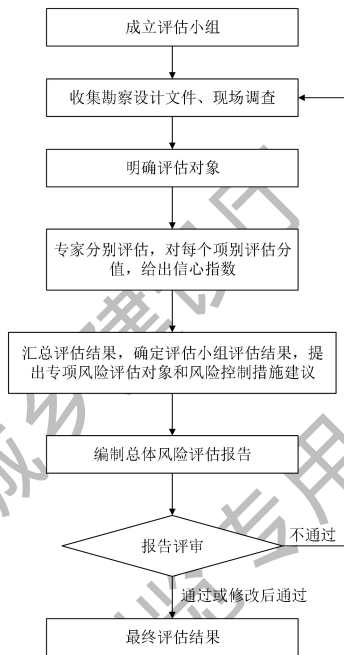 成立评估小组
收集勘察设计文件、现场调查
明确评估对象
专家分别评估，对每个项别评估分
值，给出信心指数
汇总评估结果，确定评估小组评估结果，提
出专项风险评估对象和风险控制措施建议
编制总体风险评估报告
报告评审
不通过
通过或修改后通过
最终评估结果